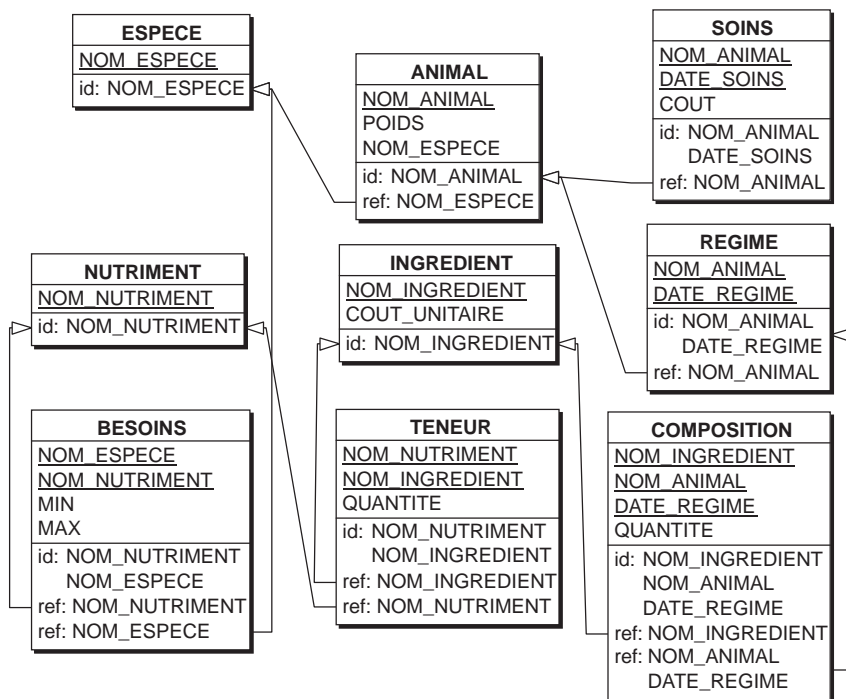 ESPECE
NOM_ESPECE
id: NOM_ESPECE
ANIMAL
NOM_ANIMAL
POIDS
NOM_ESPECE
id: NOM_ANIMAL
ref: NOM_ESPECE
SOINS
NOM_ANIMAL
DATE_SOINS
COUT
id: NOM_ANIMAL
DATE_SOINS
ref: NOM_ANIMAL
NUTRIMENT
NOM_NUTRIMENT
id: NOM_NUTRIMENT
INGREDIENT
NOM_INGREDIENT
COUT_UNITAIRE
id: NOM_INGREDIENT
REGIME
NOM_ANIMAL
DATE_REGIME
id: NOM_ANIMAL
DATE_REGIME
ref: NOM_ANIMAL
BESOINS
NOM_ESPECE
NOM_NUTRIMENT
MIN
MAX
id: NOM_NUTRIMENT
NOM_ESPECE
ref: NOM_NUTRIMENT
ref: NOM_ESPECE
TENEUR
NOM_NUTRIMENT
NOM_INGREDIENT
QUANTITE
id: NOM_NUTRIMENT
NOM_INGREDIENT
ref: NOM_INGREDIENT
ref: NOM_NUTRIMENT
COMPOSITION
NOM_INGREDIENT
NOM_ANIMAL
DATE_REGIME
QUANTITE
id: NOM_INGREDIENT
NOM_ANIMAL
DATE_REGIME
ref: NOM_INGREDIENT
ref: NOM_ANIMAL
DATE_REGIME